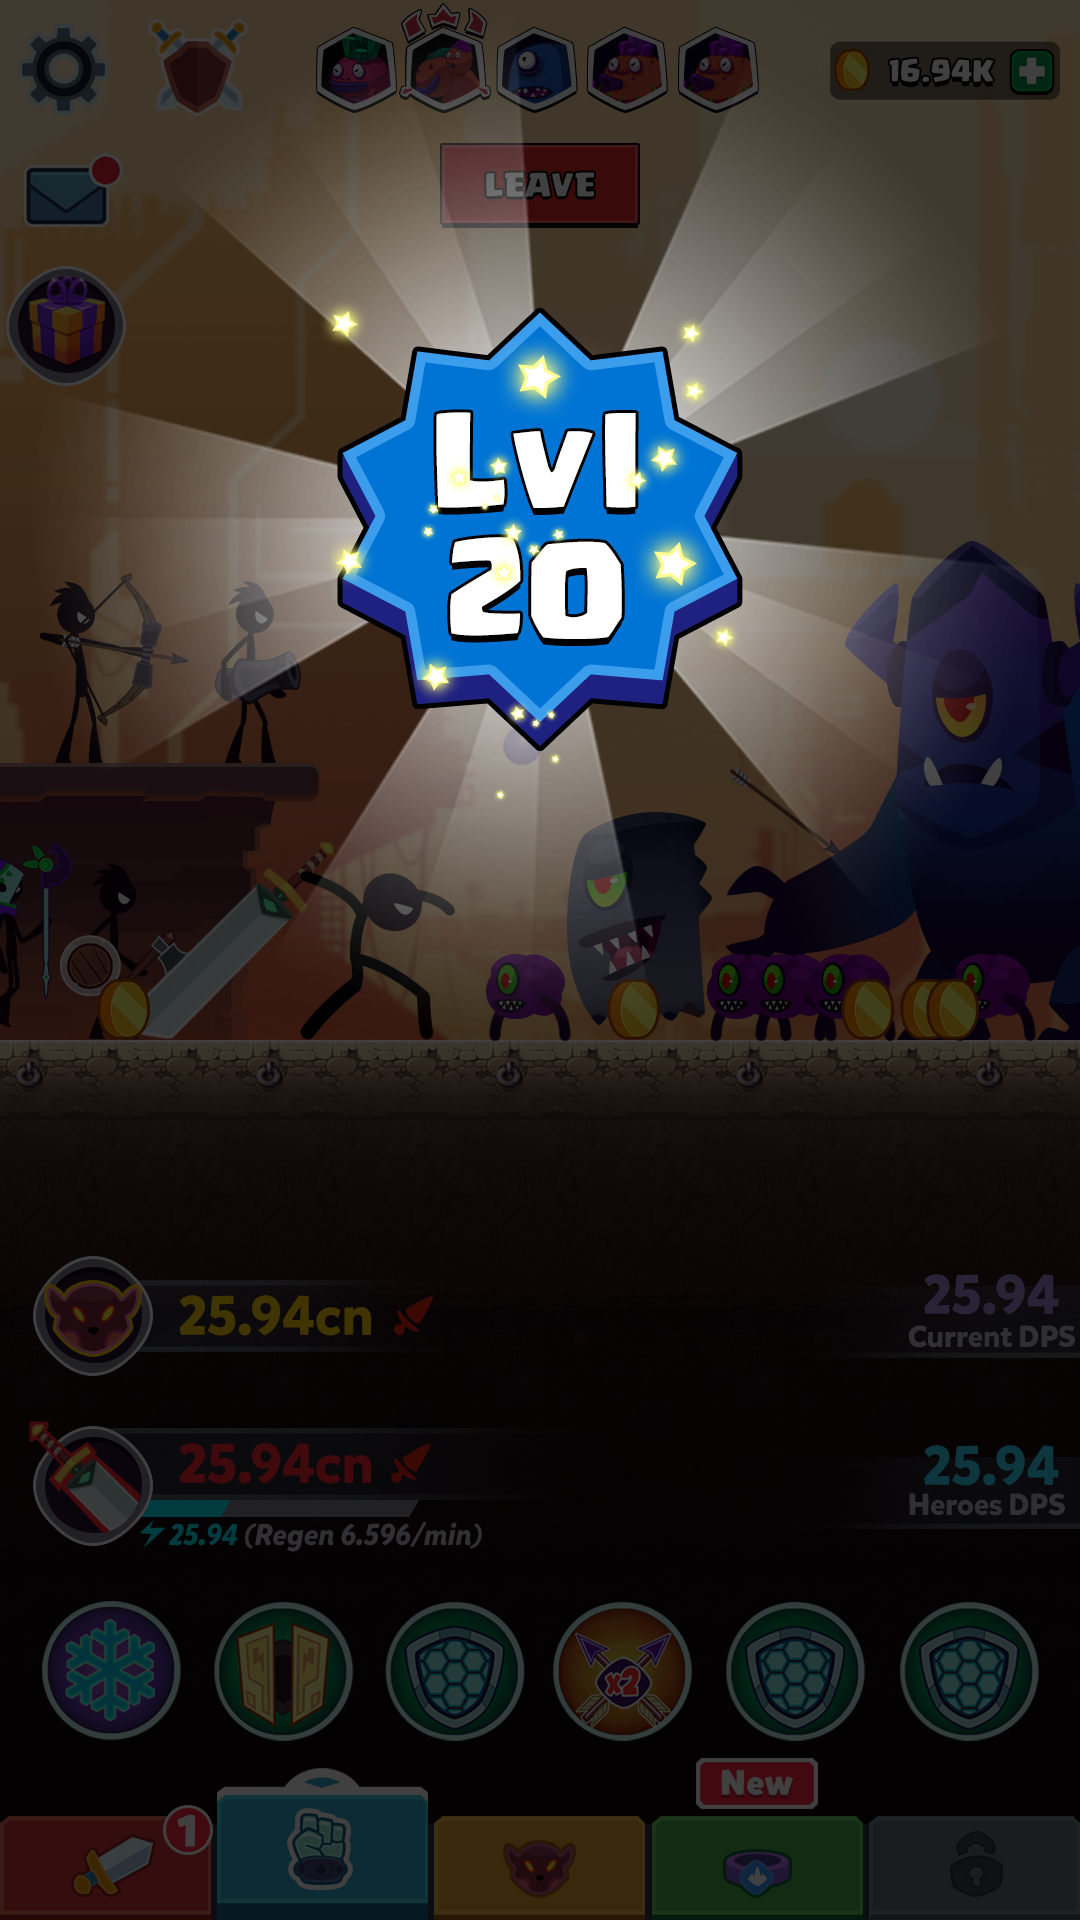 16.94K
LEAVE
Lvl
20
25.94cn
25.94
Current DPS
25.94cn
25.94
Heroes DPS
25.94 (Regen 6.596/min)
x2
New
1